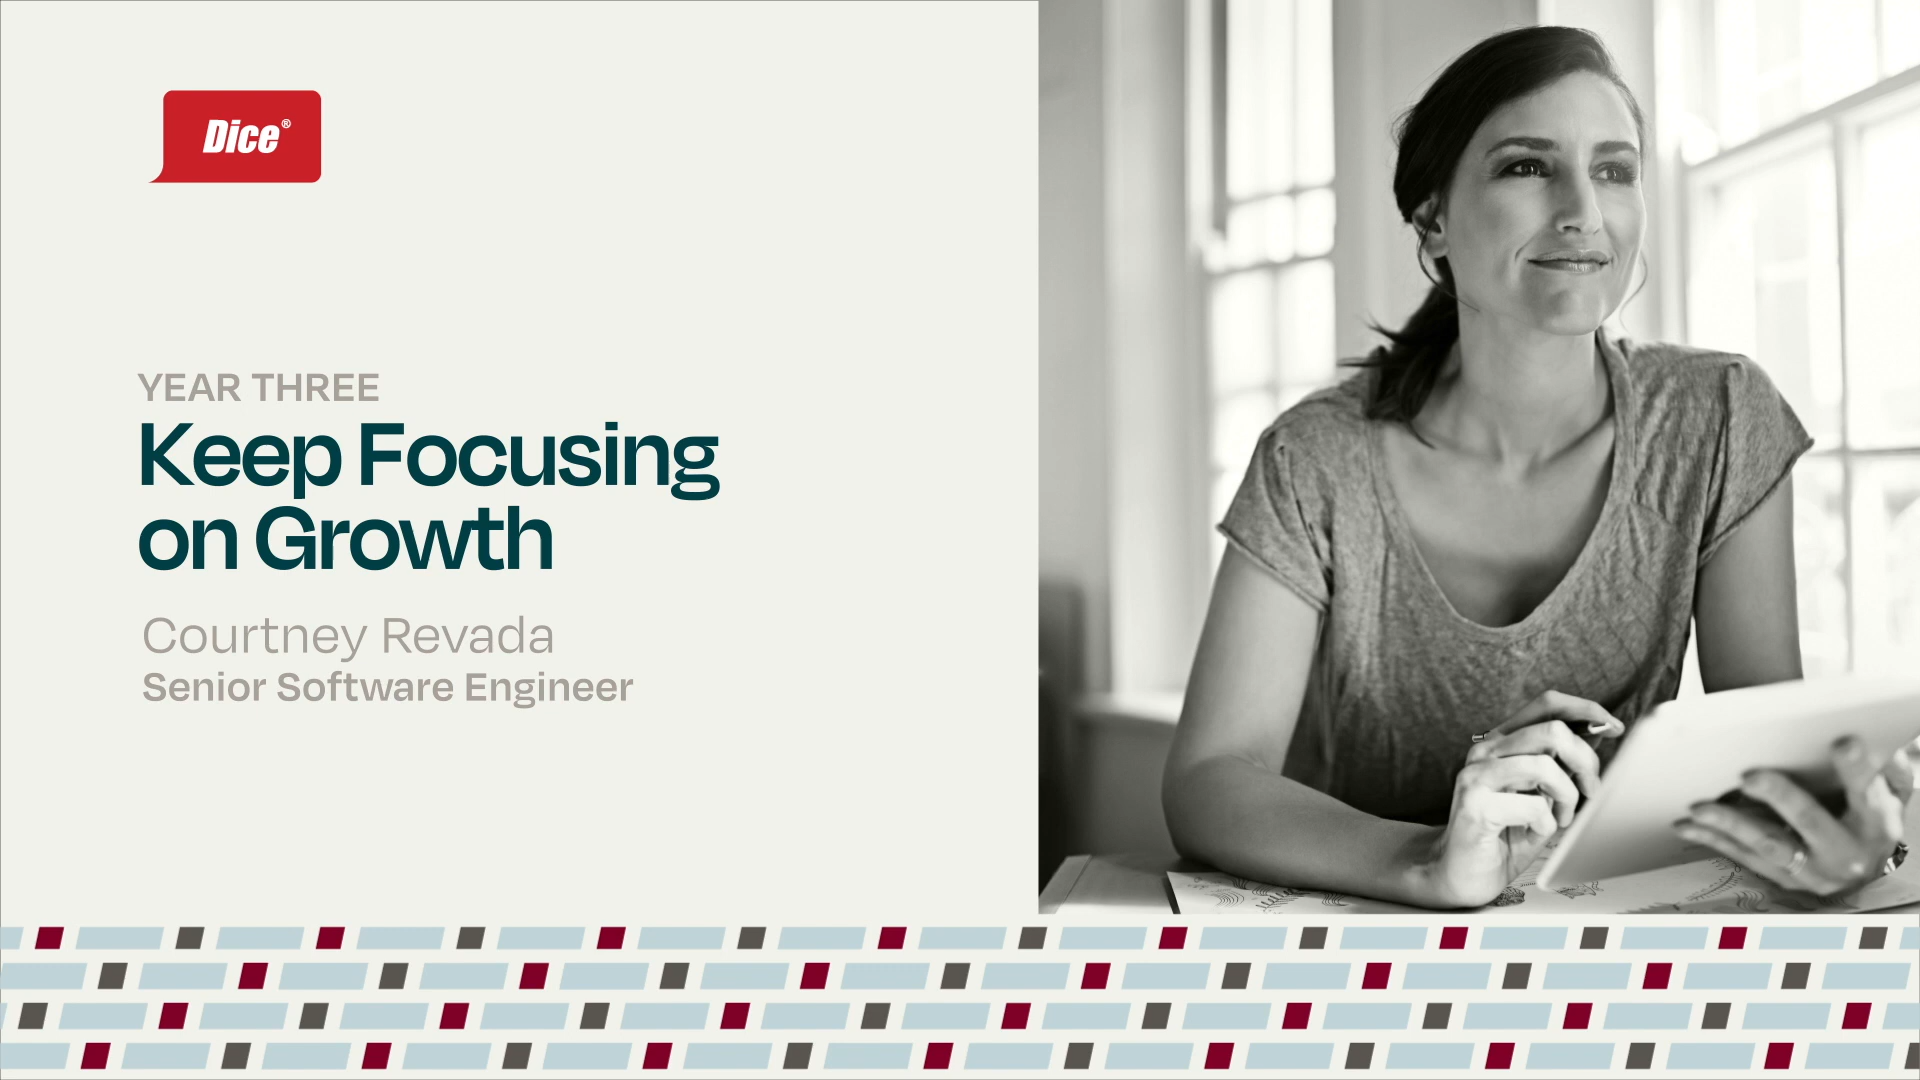 Dice®
YEAR THREE
Keep Focusing
on Growth
Courtney Revada
Senior Software Engineer